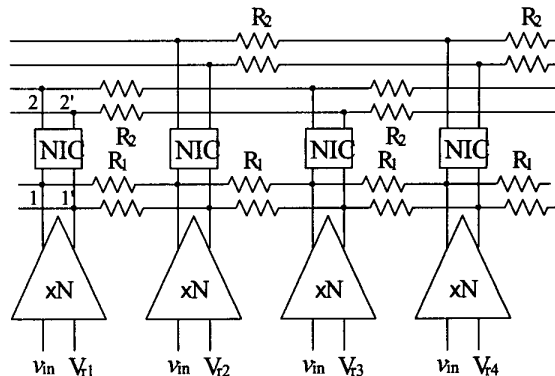 R2 R2
2 2' R2 R2
NIC NIC NIC NIC
R1 R1 R1 R1
1 1'
xN xN xN xN
vin Vr1 vin Vr2 vin Vr3 vin Vr4